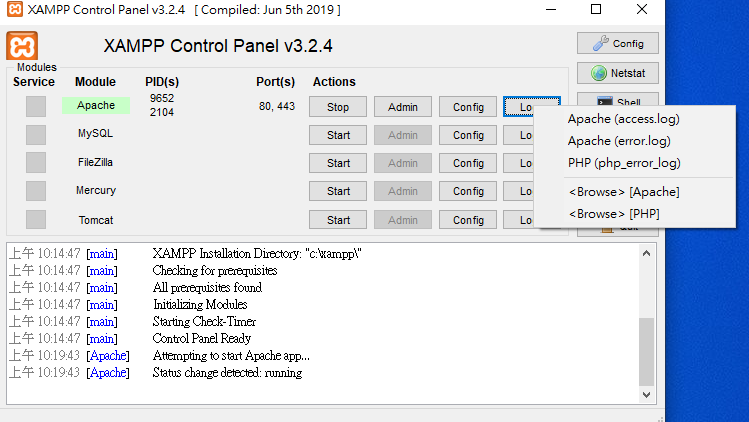 XAMPP Control Panel v3.2.4 [ Compiled: Jun 5th 2019 ]
XAMPP Control Panel v3.2.4
Config
Modules
Service Module PID(s) Port(s) Actions
Netstat
Apache 9652 2104 80, 443 Stop Admin Config
Shell
Apache (access.log)
Apache (error.log)
PHP (php_error_log)
<Browse> [Apache]
<Browse> [PHP]
MySQL Start Admin Config
FileZilla Start Admin Config
Mercury Start Admin Config
Tomcat Start Admin Config
Quit
上午 10:14:47 [main] XAMPP Installation Directory: "c:\xampp\"
上午 10:14:47 [main] Checking for prerequisites
上午 10:14:47 [main] All prerequisites found
上午 10:14:47 [main] Initializing Modules
上午 10:14:47 [main] Starting Check-Timer
上午 10:14:47 [main] Control Panel Ready
上午 10:19:43 [Apache] Attempting to start Apache app...
上午 10:19:43 [Apache] Status change detected: running